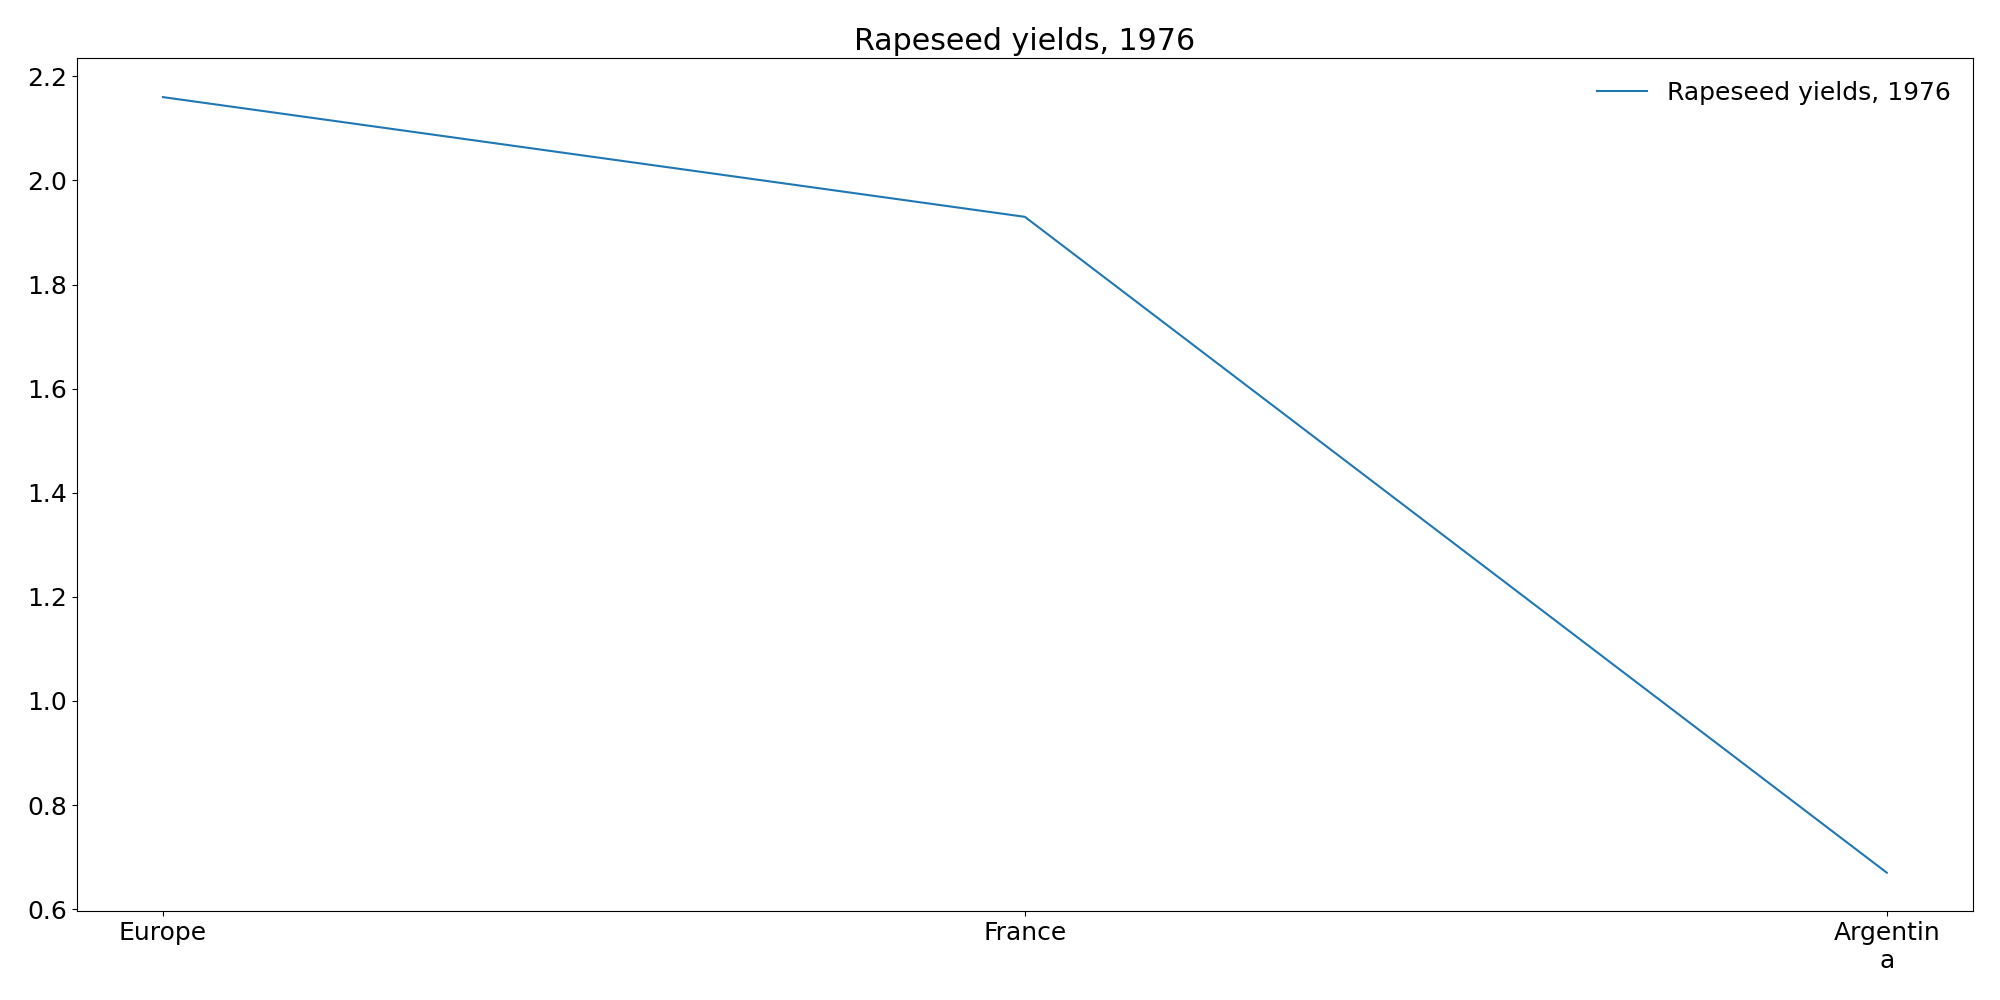 Rapeseed yields, 1976
Rapeseed yields, 1976
2.2
2.0
1.8
1.6
1.4
1.2
1.0
0.8
0.6
Europe
France
Argentin
a